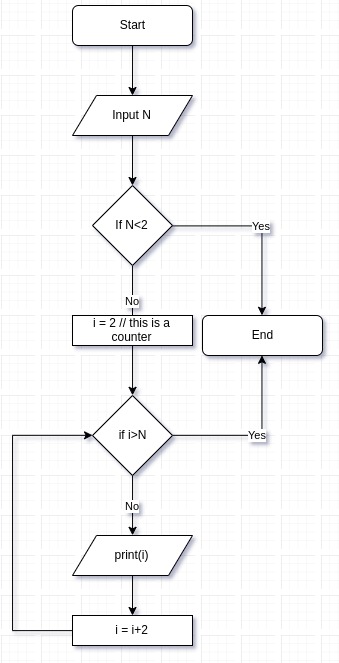 Start
Input N
If N<2
Yes
No
i = 2 // this is a
counter
End
if i>N
Yes
No
print(i)
i = i+2